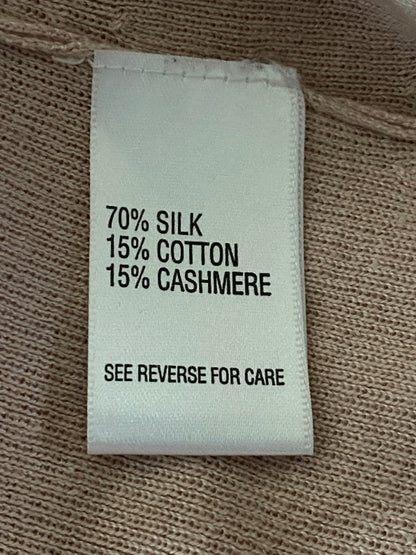 70% SILK
15% COTTON
15% CASHMERE
SEE REVERSE FOR CARE